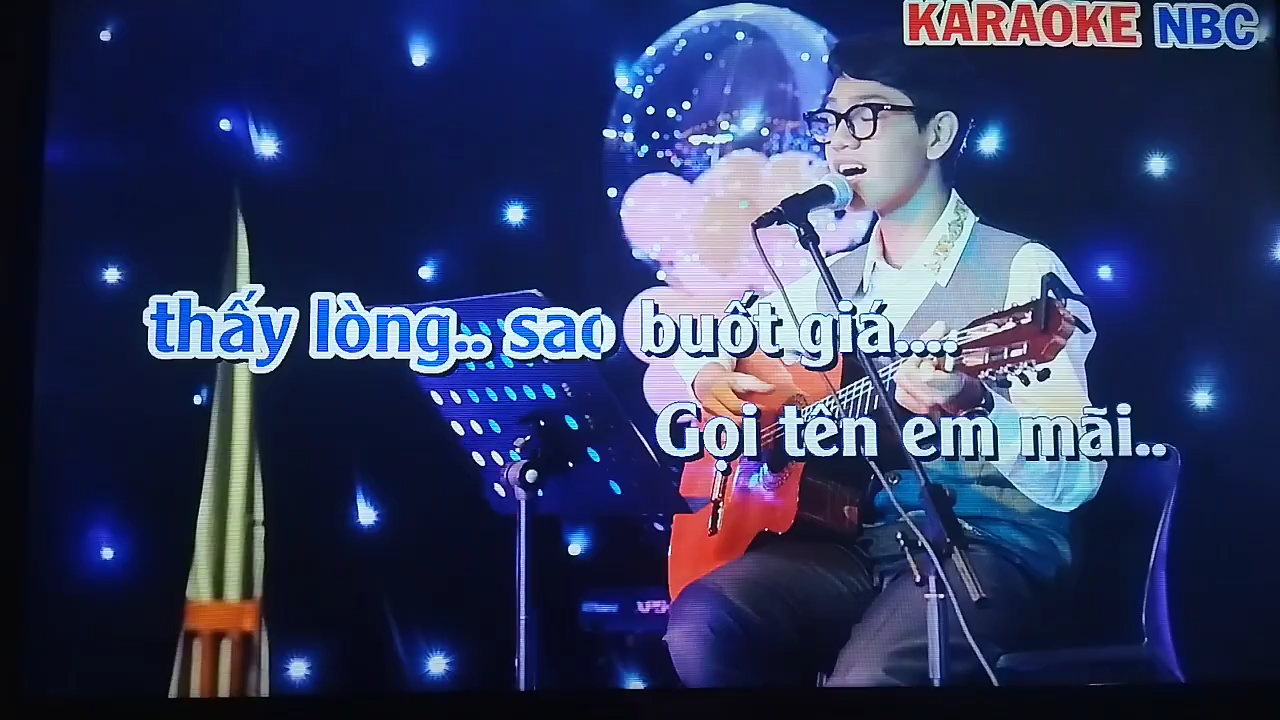 KARAOKE NBC
thấy lòng.. sao buốt giá....
Gọi tên em mãi..